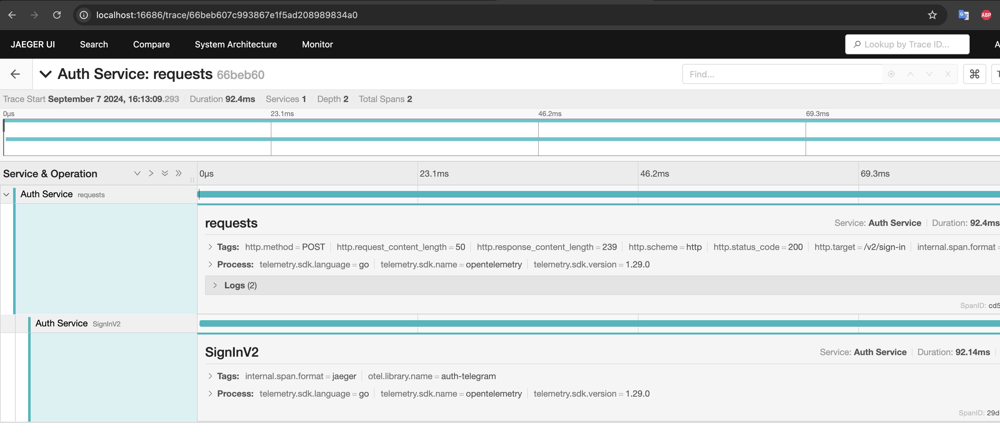 localhost:16686/trace/66beb607c993867e1f5ad208989834a0
ABP
JAEGER UI Search Compare System Architecture Monitor Lookup by Trace ID... A
Auth Service: requests 66beb60 Find...
Trace Start September 7 2024, 16:13:09.293 Duration 92.4ms Services 1 Depth 2 Total Spans 2
0μs 23.1ms 46.2ms 69.3ms
Service & Operation 0μs 23.1ms 46.2ms 69.3ms
Auth Service requests
requests Service: Auth Service Duration: 92.4ms
Tags: http.method = POST http.request_content_length = 50 http.response_content_length = 239 http.scheme = http http.status_code = 200 http.target = /v2/sign-in internal.span.format =
Process: telemetry.sdk.language = go telemetry.sdk.name = opentelemetry telemetry.sdk.version = 1.29.0
Logs (2)
SpanID: cd5
Auth Service SignInV2
SignInV2 Service: Auth Service Duration: 92.14ms
Tags: internal.span.format = jaeger otel.library.name = auth-telegram
Process: telemetry.sdk.language = go telemetry.sdk.name = opentelemetry telemetry.sdk.version = 1.29.0
SpanID: 29d